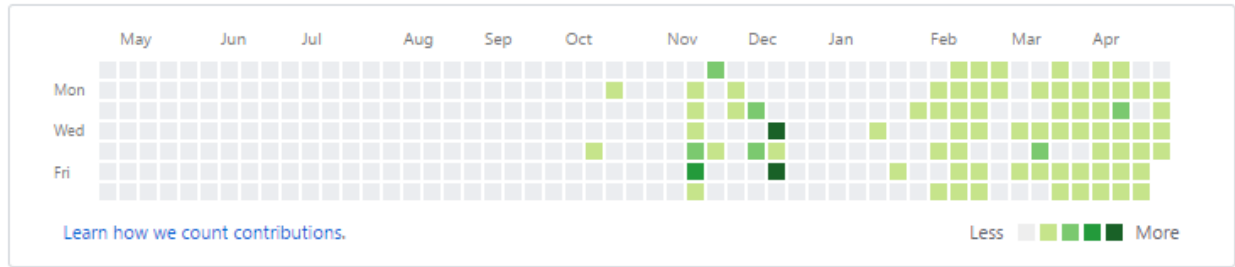 May Jun Jul Aug Sep Oct Nov Dec Jan Feb Mar Apr
Mon
Wed
Fri
Learn how we count contributions. Less More